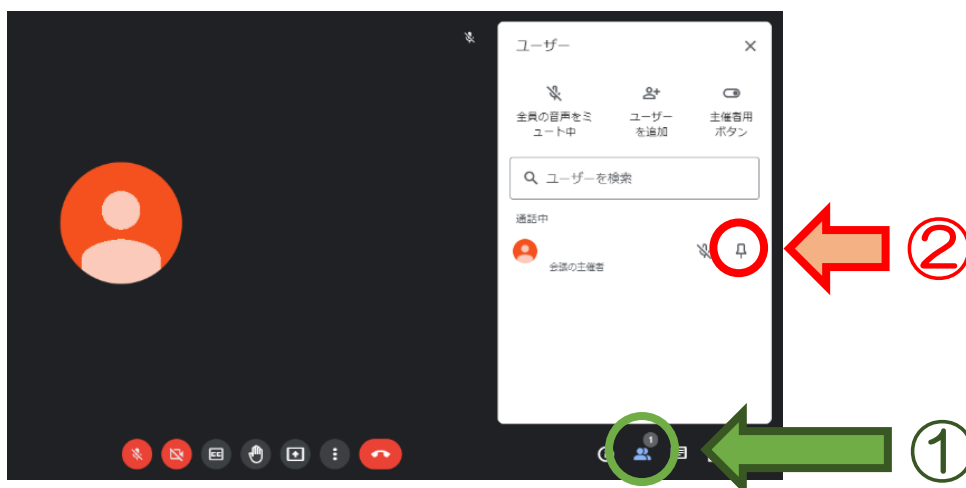 ユーザー
全員の音声をミ
ュート中
ユーザー
を追加
主催者用
ボタン
ユーザーを検索
通話中
会議の主催者
②
CC
1
①